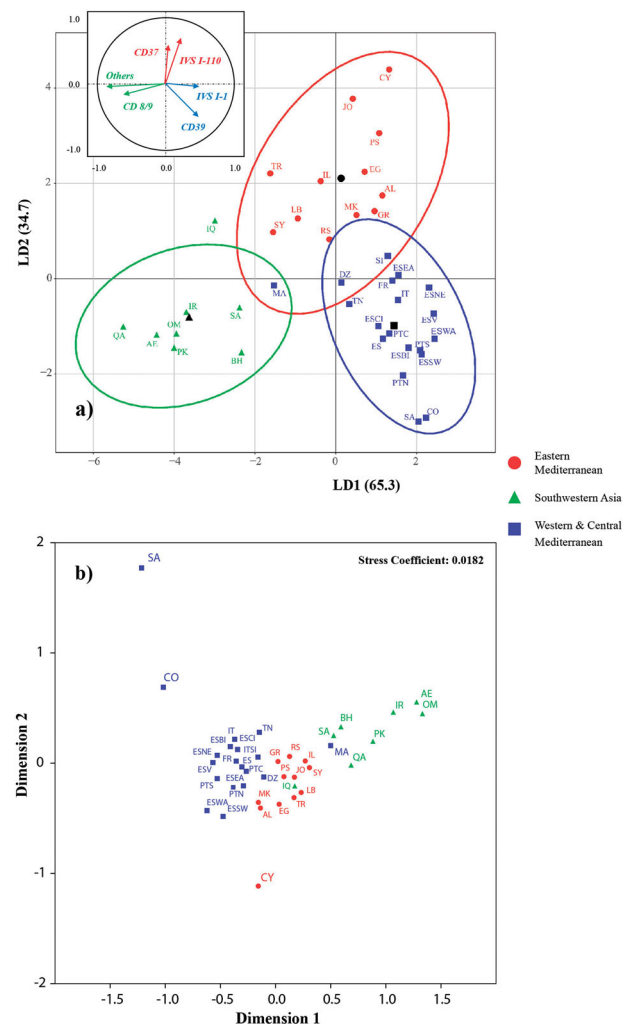 1.0
CD37
IVS I-110
Others
0.0
CD 8/9
IVS I-1
CD39
-1.0
0.0
1.0
4
2
0
−2
LD2 (34.7)
CY
JO
PS
TR
IL
EG
AL
LB
MK
GR
SY
RS
IQ
SI
ESEA
DZ
FR
MA
IT
ESNE
TN
IR
SA
ESV
ESCI
QA
OM
PTC
ESWA
AE
ES
PK
BH
ESBI
PTS
ESSW
PTN
SA
CO
a)
−6
−4
−2
0
2
LD1 (65.3)
Eastern
Mediterranean
Southwestern Asia
Western & Central
Mediterranean
2
1
0
-1
-2
Dimension 2
b)
Stress Coefficient: 0.0182
SA
CO
AE
IR
OM
BH
SA
PK
MA
QA
IT
ESCI
TN
ESBI
ESNE
ITSI
GR
RS
FR
ES
IL
ESV
PTC
PS
JO
SY
PTS
ESEA
DZ
IQ
PTN
MK
LB
ESWA
ESSW
AL
EG
TR
CY
-1.5
-1.0
-0.5
0.0
0.5
1.0
1.5
2.0
Dimension 1